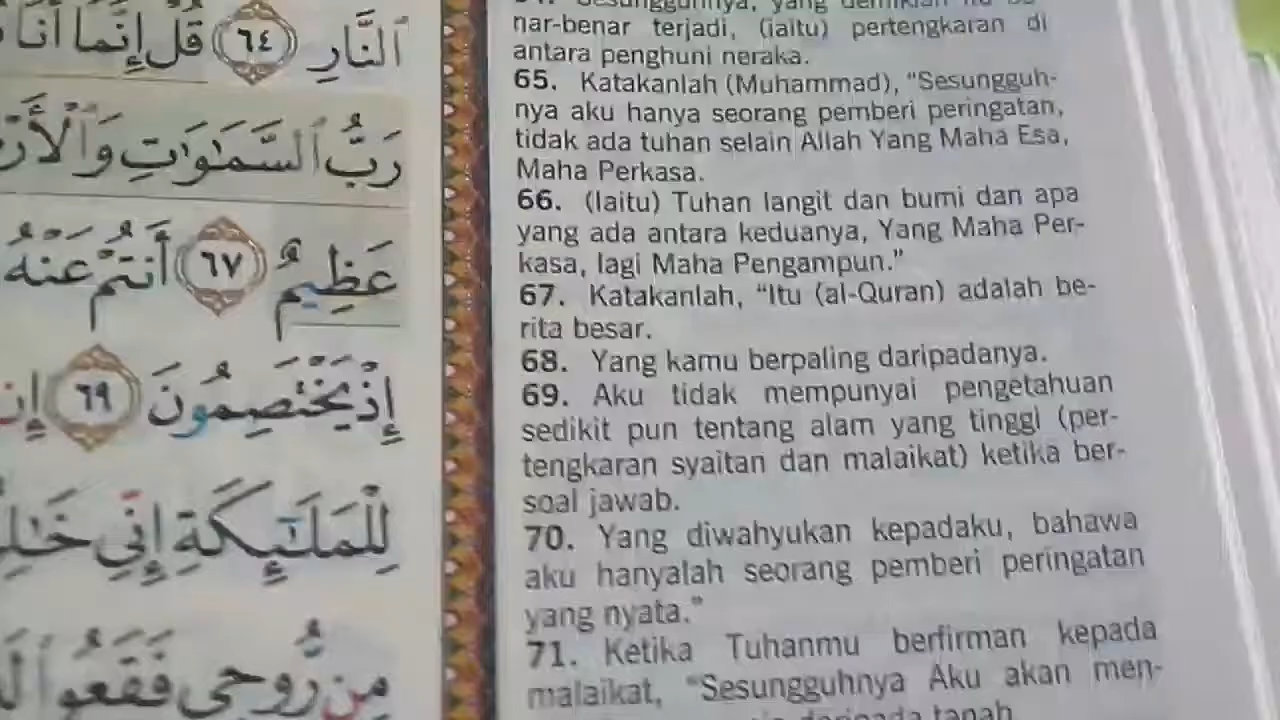 ٱلنَّارِ ٦٤ قُلْ إِنَّمَا أَنَا
رَبُّ ٱلسَّمَٰوَٰتِ وَٱلْأَرْ
عَظِيمٌ ٦٧ أَنتُمْ عَنْهُ
إِذْ يَخْتَصِمُونَ ٦٩ إِن
لِلْمَلَٰٓئِكَةِ إِنِّي خَٰلِ
مِن رُّوحِي فَقَعُوا۟ لَ
nar-benar terjadi, (iaitu) pertengkaran di
antara penghuni neraka.
65. Katakanlah (Muhammad), “Sesungguh-
nya aku hanya seorang pemberi peringatan,
tidak ada tuhan selain Allah Yang Maha Esa,
Maha Perkasa.
66. (Iaitu) Tuhan langit dan bumi dan apa
yang ada antara keduanya, Yang Maha Per-
kasa, lagi Maha Pengampun.”
67. Katakanlah, “Itu (al-Quran) adalah be-
rita besar.
68. Yang kamu berpaling daripadanya.
69. Aku tidak mempunyai pengetahuan
sedikit pun tentang alam yang tinggi (per-
tengkaran syaitan dan malaikat) ketika ber-
soal jawab.
70. Yang diwahyukan kepadaku, bahawa
aku hanyalah seorang pemberi peringatan
yang nyata.”
71. Ketika Tuhanmu berfirman kepada
malaikat, “Sesungguhnya Aku akan men-
daripada tanah